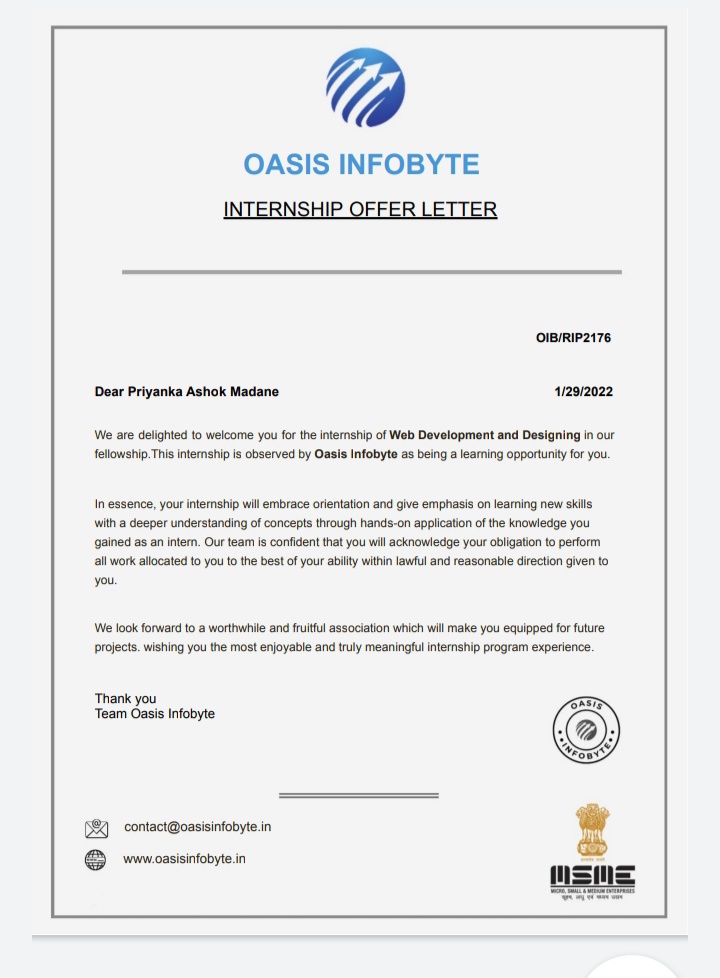 OASIS INFOBYTE
INTERNSHIP OFFER LETTER
OIB/RIP2176
Dear Priyanka Ashok Madane 1/29/2022
We are delighted to welcome you for the internship of Web Development and Designing in our
fellowship.This internship is observed by Oasis Infobyte as being a learning opportunity for you.
In essence, your internship will embrace orientation and give emphasis on learning new skills
with a deeper understanding of concepts through hands-on application of the knowledge you
gained as an intern. Our team is confident that you will acknowledge your obligation to perform
all work allocated to you to the best of your ability within lawful and reasonable direction given to
you.
We look forward to a worthwhile and fruitful association which will make you equipped for future
projects. wishing you the most enjoyable and truly meaningful internship program experience.
Thank you
Team Oasis Infobyte
OASIS
INFOBYTE
contact@oasisinfobyte.in
www.oasisinfobyte.in
MSME
MICRO, SMALL & MEDIUM ENTERPRISES
सूक्ष्म, लघु एवं मध्यम उद्यम